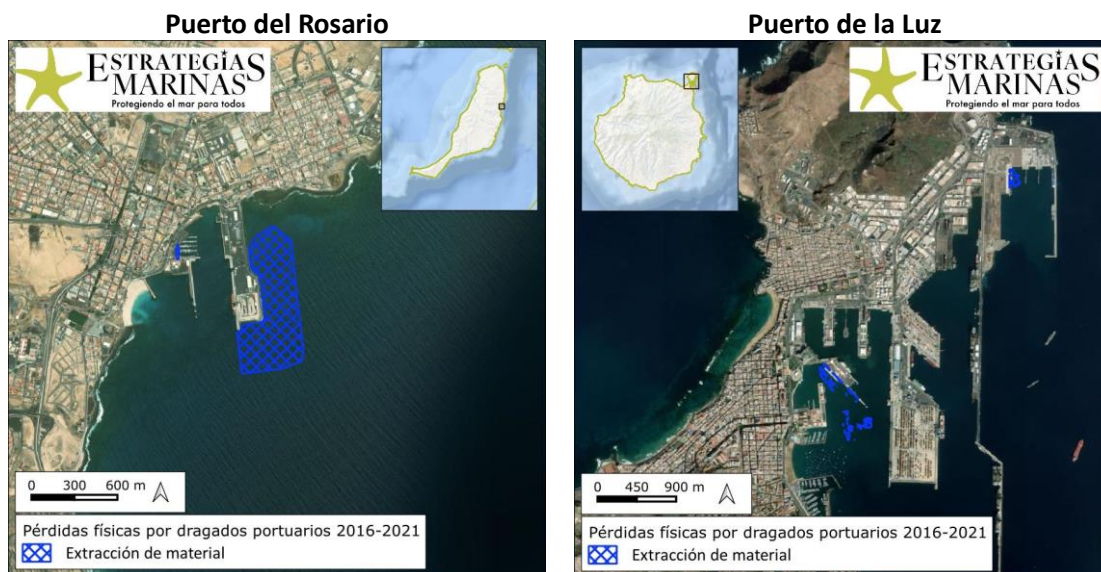 Puerto del Rosario
ESTRATEGIAS
MARINAS
Protegiendo el mar para todos
0 300 600 m
Pérdidas físicas por dragados portuarios 2016-2021
Extracción de material
Puerto de la Luz
ESTRATEGIAS
MARINAS
Protegiendo el mar para todos
0 450 900 m
Pérdidas físicas por dragados portuarios 2016-2021
Extracción de material